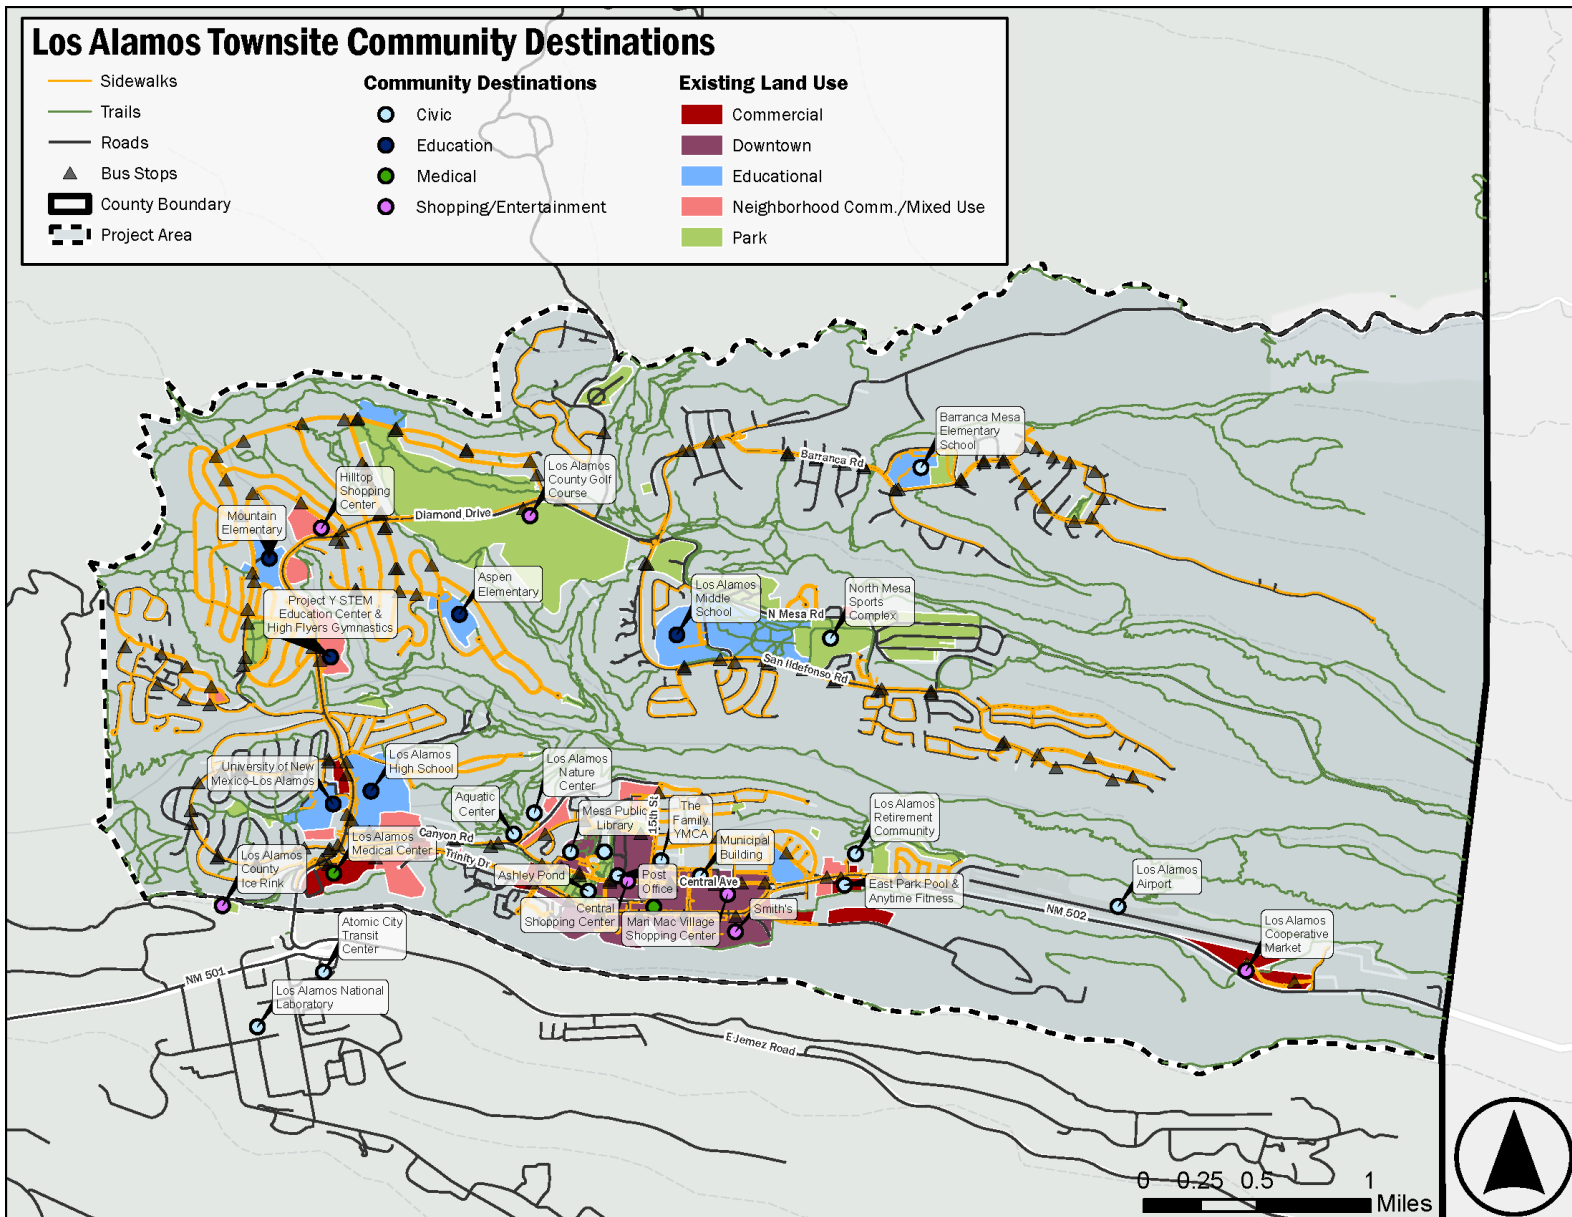 Los Alamos Townsite Community Destinations
Sidewalks
Trails
Roads
Bus Stops
County Boundary
Project Area
Community Destinations
Civic
Education
Medical
Shopping/Entertainment
Existing Land Use
Commercial
Downtown
Educational
Neighborhood Comm./Mixed Use
Park
Barranca Mesa
Elementary
School
Barranca Rd
Los Alamos
County Golf
Course
Hilltop
Shopping
Center
Diamond Drive
Mountain
Elementary
Aspen
Elementary
Project Y STEM
Education Center &
High Flyers Gymnastics
Los Alamos
Middle
School
N Mesa Rd
North Mesa
Sports
Complex
San Ildefonso Rd
University of New
Mexico-Los Alamos
Los Alamos
High School
Los Alamos
Nature
Center
Aquatic
Center
Mesa Public
Library
15th St
The
Family
YMCA
Municipal
Building
Los Alamos
Retirement
Community
Canyon Rd
Trinity Dr
Los Alamos
Medical Center
Los Alamos
County
Ice Rink
Ashley Pond
Post
Office
Central Ave
East Park Pool &
Anytime Fitness
Los Alamos
Airport
Central
Shopping Center
Mari Mac Village
Shopping Center
Smith's
NM 502
Los Alamos
Cooperative
Market
Atomic City
Transit
Center
NM 501
Los Alamos National
Laboratory
E Jemez Road
0 0.25 0.5 1
Miles